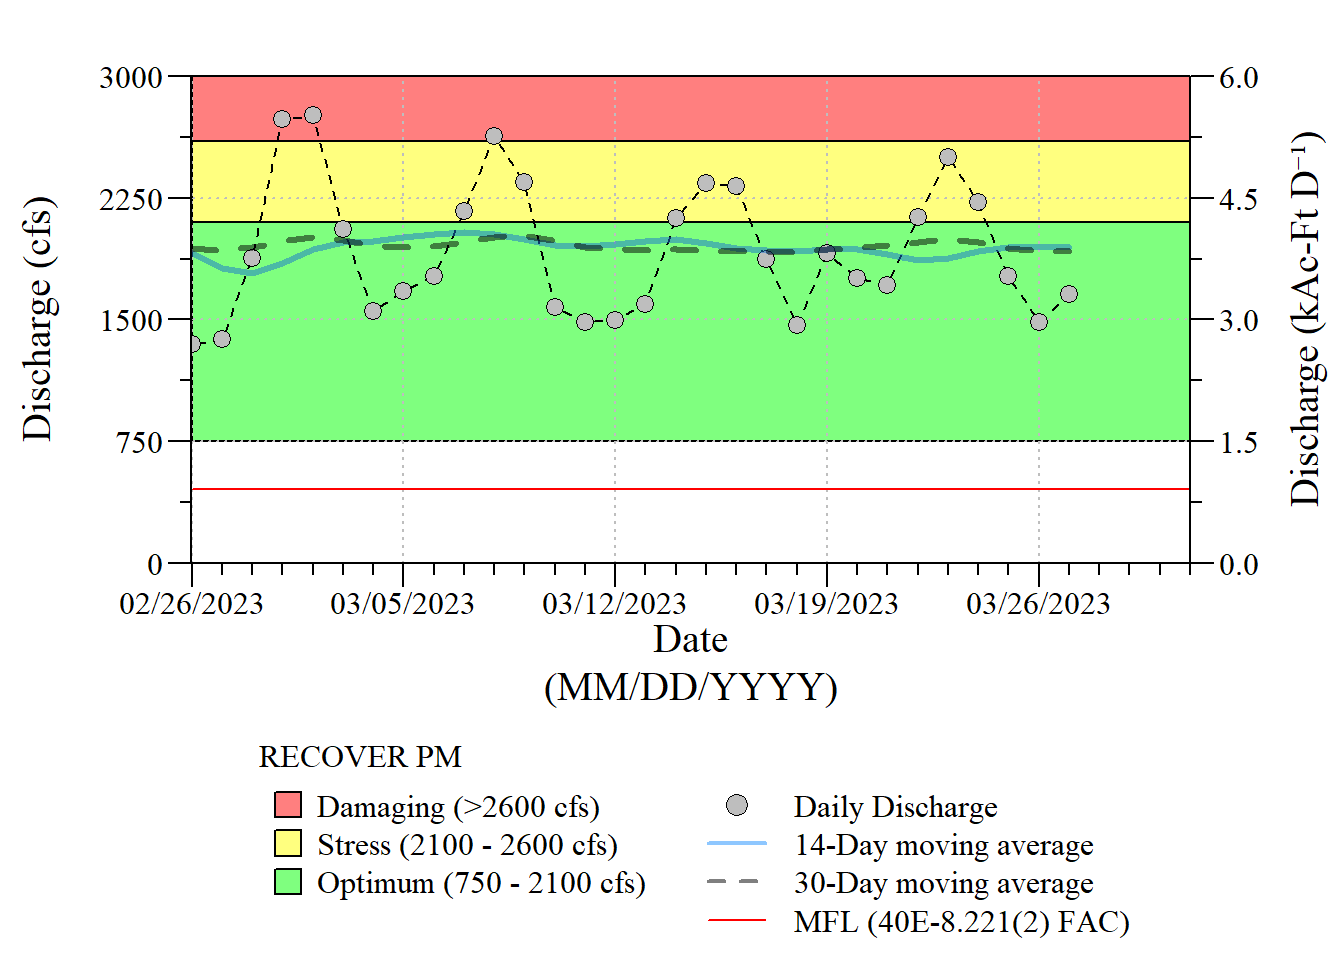 3000
2250
1500
750
0
Discharge (cfs)
6.0
4.5
3.0
1.5
0.0
Discharge (kAc-Ft D⁻¹)
02/26/2023 03/05/2023 03/12/2023 03/19/2023 03/26/2023
Date
(MM/DD/YYYY)
RECOVER PM
Damaging (>2600 cfs)
Stress (2100 - 2600 cfs)
Optimum (750 - 2100 cfs)
Daily Discharge
14-Day moving average
30-Day moving average
MFL (40E-8.221(2) FAC)